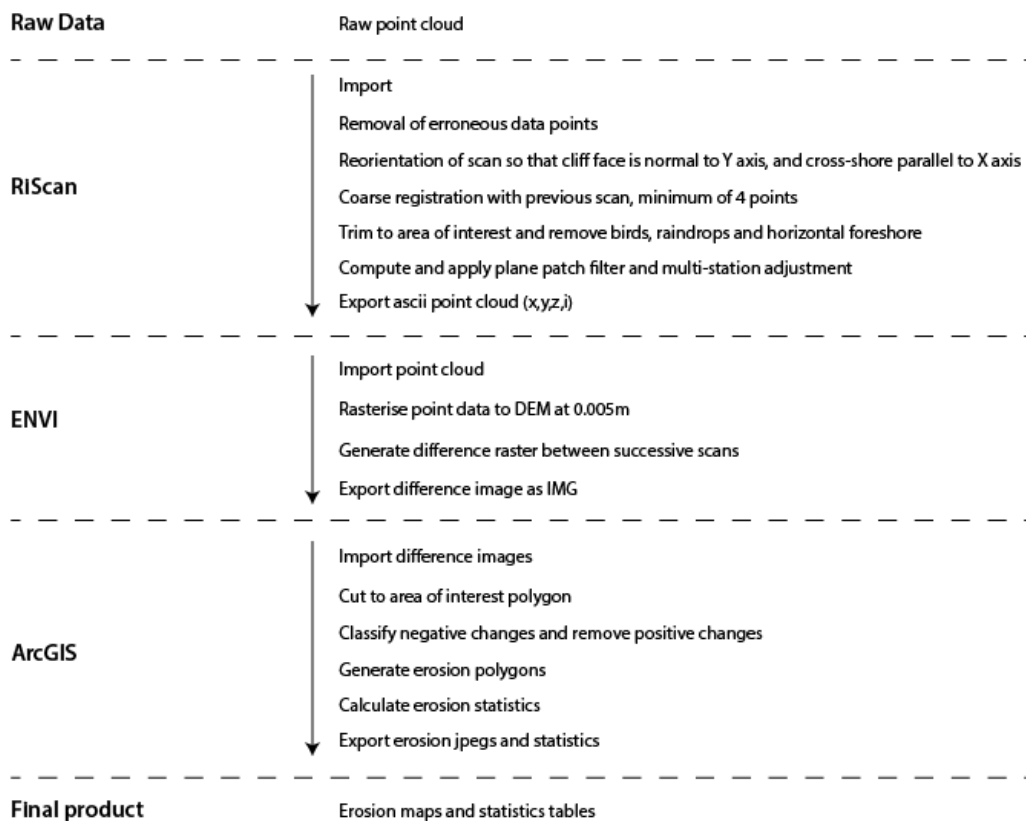 Raw Data
Raw point cloud
Import
Removal of erroneous data points
Reorientation of scan so that cliff face is normal to Y axis, and cross-shore parallel to X axis
RiScan
Coarse registration with previous scan, minimum of 4 points
Trim to area of interest and remove birds, raindrops and horizontal foreshore
Compute and apply plane patch filter and multi-station adjustment
Export ascii point cloud (x,y,z,i)
Import point cloud
ENVI
Rasterise point data to DEM at 0.005m
Generate difference raster between successive scans
Export difference image as IMG
Import difference images
Cut to area of interest polygon
Classify negative changes and remove positive changes
ArcGIS
Generate erosion polygons
Calculate erosion statistics
Export erosion jpegs and statistics
Final product
Erosion maps and statistics tables